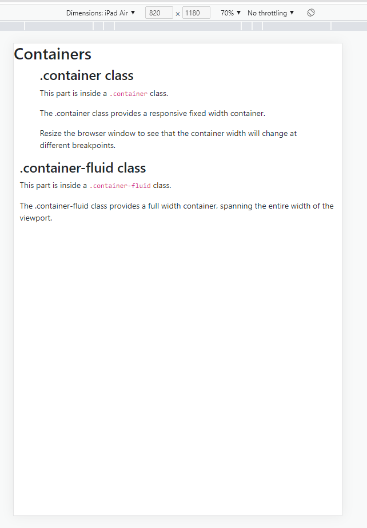 Dimensions: iPad Air ▼ 820 × 1180 70% ▼ No throttling ▼
Containers
.container class
This part is inside a .container class.
The .container class provides a responsive fixed width container.
Resize the browser window to see that the container width will change at
different breakpoints.
.container-fluid class
This part is inside a .container-fluid class.
The .container-fluid class provides a full width container, spanning the entire width of the
viewport.